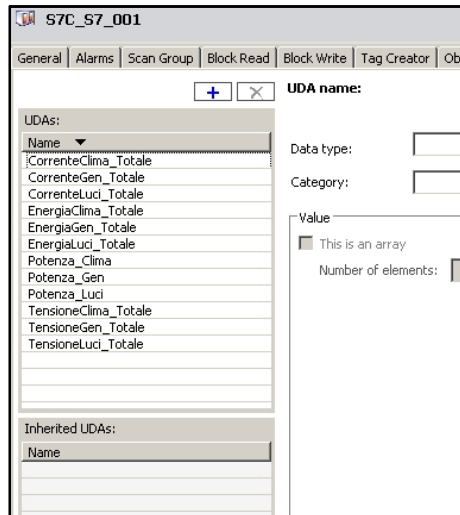 S7C_S7_001
General Alarms Scan Group Block Read Block Write Tag Creator
UDA name:
UDAs:
Name
CorrenteClima_Totale
CorrenteGen_Totale
CorrenteLuci_Totale
EnergiaClima_Totale
EnergiaGen_Totale
EnergiaLuci_Totale
Potenza_Clima
Potenza_Gen
Potenza_Luci
TensioneClima_Totale
TensioneGen_Totale
TensioneLuci_Totale
Inherited UDAs:
Name
Data type:
Category:
Value
This is an array
Number of elements: